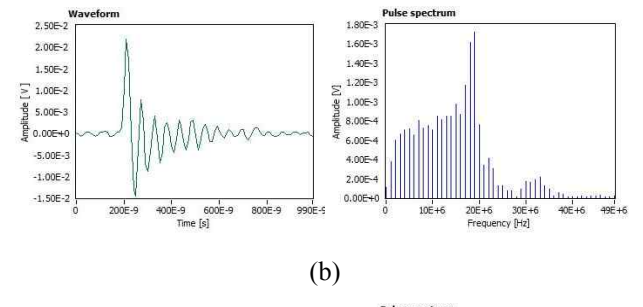 Waveform
Amplitude [ V ]
2.50E-2
2.00E-2
1.50E-2
1.00E-2
5.00E-3
0.00E+0
-5.00E-3
-1.00E-2
-1.50E-2
0 200E-9 400E-9 600E-9 800E-9 990E-9
Time [s]
Pulse spectrum
Amplitude [V]
1.80E-3
1.60E-3
1.40E-3
1.20E-3
1.00E-3
8.00E-4
6.00E-4
4.00E-4
2.00E-4
0.00E+0
0 10E+6 20E+6 30E+6 40E+6 49E+6
Frequency [Hz]
(b)